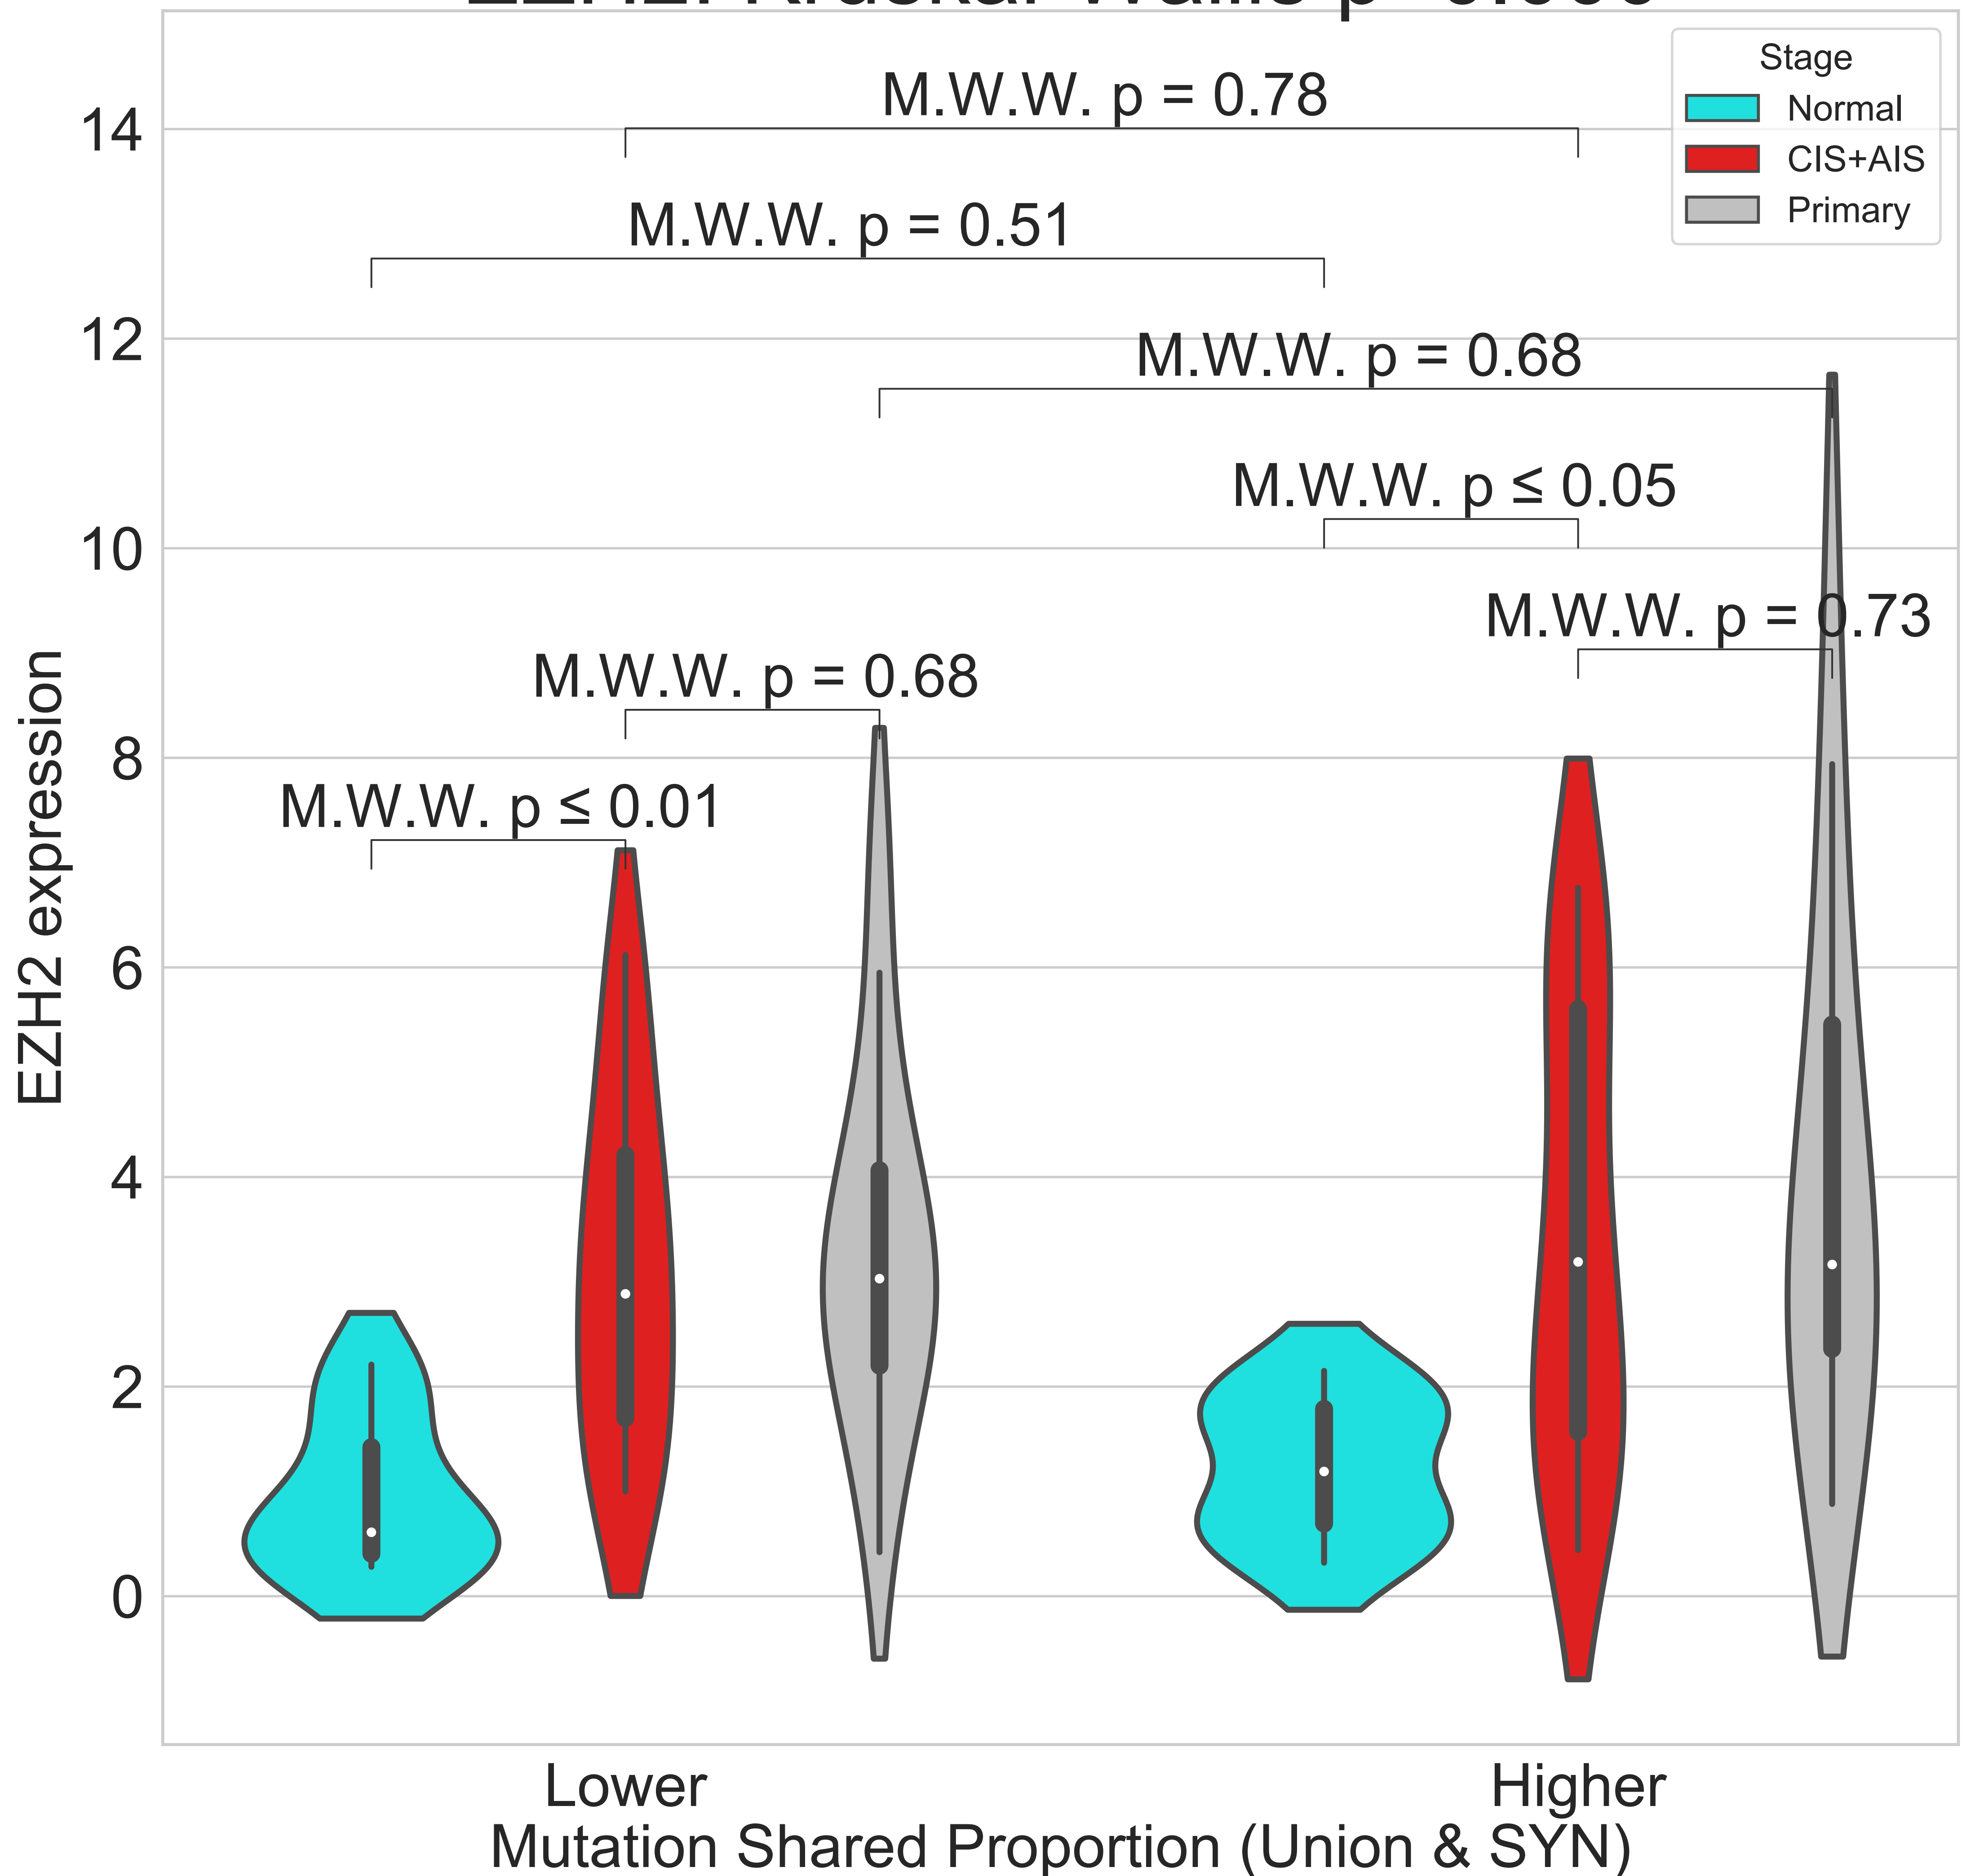 Stage
Normal
CIS+AIS
Primary
M.W.W. p = 0.78
M.W.W. p = 0.51
M.W.W. p = 0.68
M.W.W. p ≤ 0.05
M.W.W. p = 0.73
M.W.W. p = 0.68
M.W.W. p ≤ 0.01
14
12
10
8
6
4
2
0
EZH2 expression
Lower
Higher
Mutation Shared Proportion (Union & SYN)